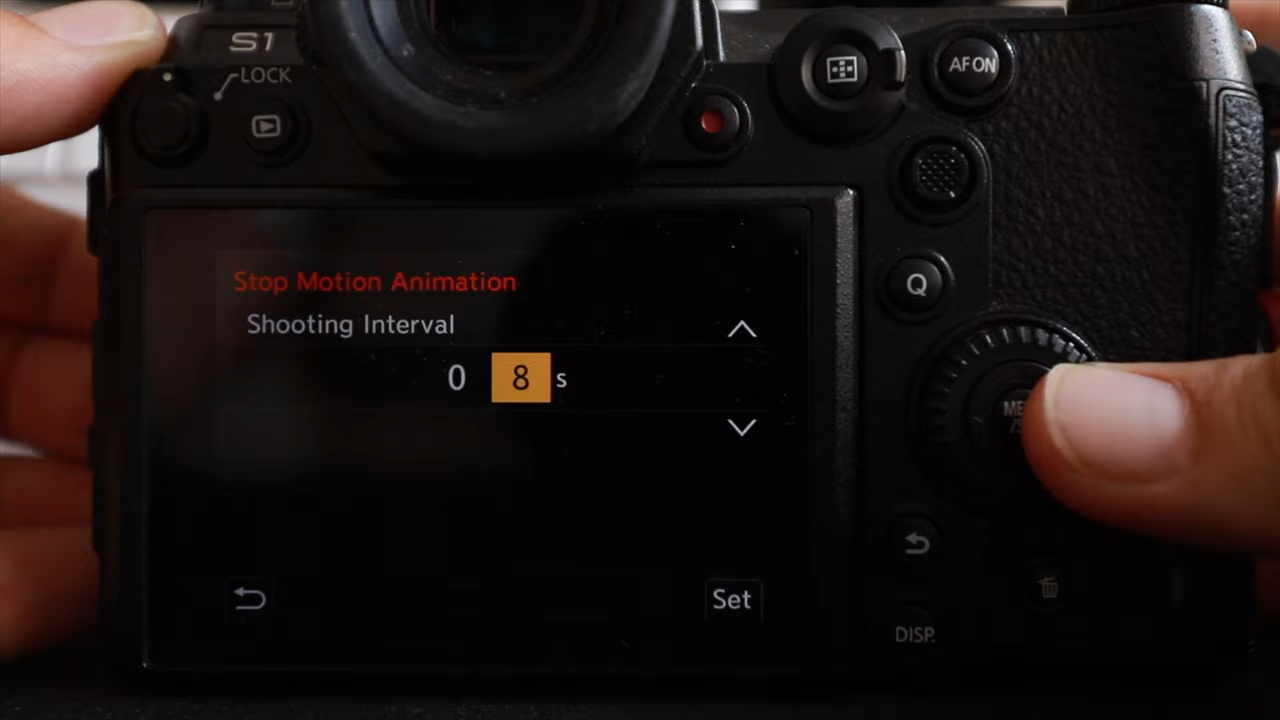 S1
LOCK
AF ON
Q
Stop Motion Animation
Shooting Interval
0 8 s
Set
DISP.